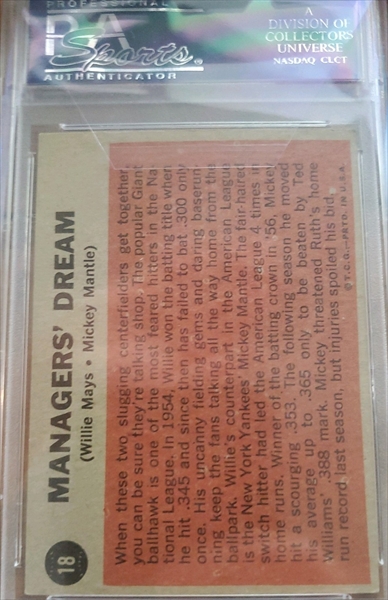 PROFESSIONAL
PSA
Sports
AUTHENTICATOR
A
DIVISION OF
COLLECTORS
UNIVERSE
NASDAQ: CLCT
18
MANAGERS' DREAM
(Willie Mays • Mickey Mantle)
When these two slugging centerfielders get together,
you can be sure they're talking shop. The popular Giant
ballhawk is one of the most feared hitters in the Na-
tional League. In 1954, Willie won the batting title when
he hit .345 and since then has failed to bat .300 only
once. His uncanny fielding gems and daring baserun-
ning keep the fans talking all the way home from the
ballpark. Willie's counterpart in the American League
is the New York Yankees' Mickey Mantle. The fair-haired
switch hitter had led the American League 4 times in
home runs. Winner of the batting crown in '56, Mickey
hit a scourging .353. The following season he moved
his average up to .365 only to be beaten by Ted
Williams' .388 mark. Mickey threatened Ruth's home
run record last season, but injuries spoiled his bid.
© T.C.G.—PRTD. IN U.S.A.